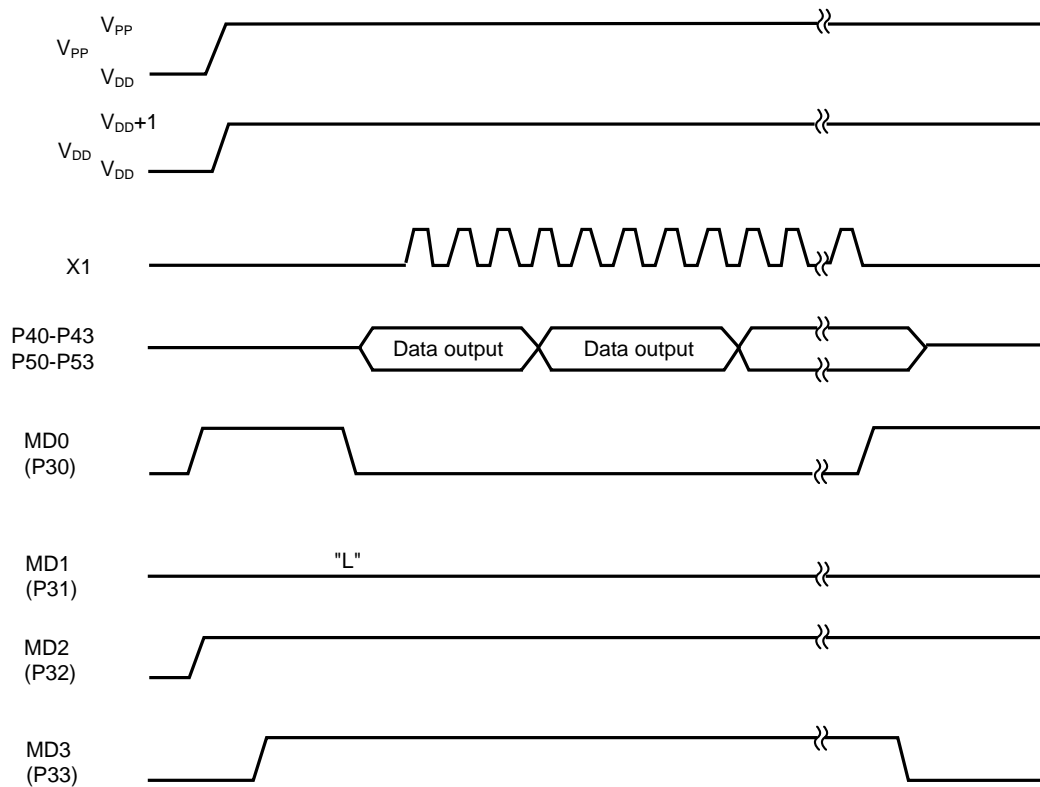 VPP
VPP
VDD
VDD+1
VDD
VDD
X1
P40-P43
P50-P53
Data output
Data output
MD0
(P30)
MD1
(P31)
"L"
MD2
(P32)
MD3
(P33)